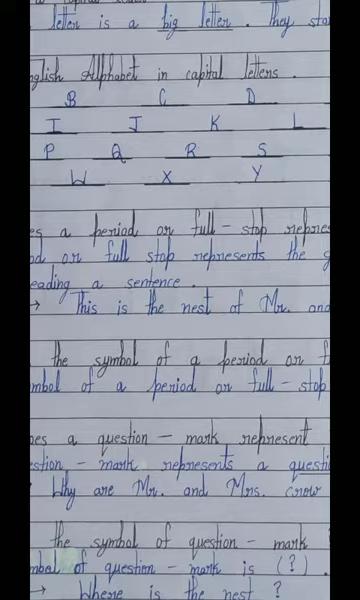 letter is a big letter. They
English Alphabet in capital letters.
B C D
I J K L
P Q R S
W X Y
a period or full - stop
or full stop represents the
reading a sentence.
→ This is the nest of Mr. and
the symbol of a period or
symbol of a period or full - stop
a question - mark represent
question - mark represents a question
Why are Mr. and Mrs. crow
the symbol of question - mark
symbol of question - mark is (?)
→ Where is the nest ?